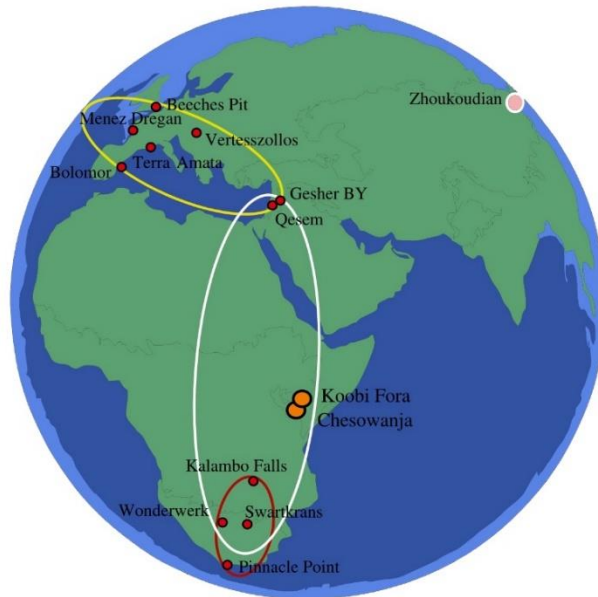 Zhoukoudian
Beeches Pit
Menez Dregan
Vertesszollos
Terra Amata
Bolomor
Gesher BY
Qesem
Koobi Fora
Chesowanja
Kalambo Falls
Wonderwerk
Swartkrans
Pinnacle Point